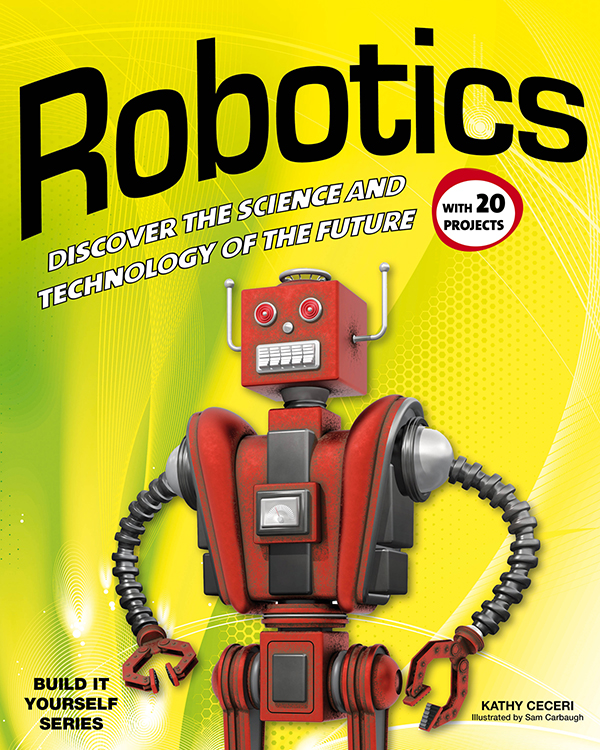 Robotics
DISCOVER THE SCIENCE AND
TECHNOLOGY OF THE FUTURE
WITH 20
PROJECTS
BUILD IT
YOURSELF
SERIES
KATHY CECERI
Illustrated by Sam Carbaugh